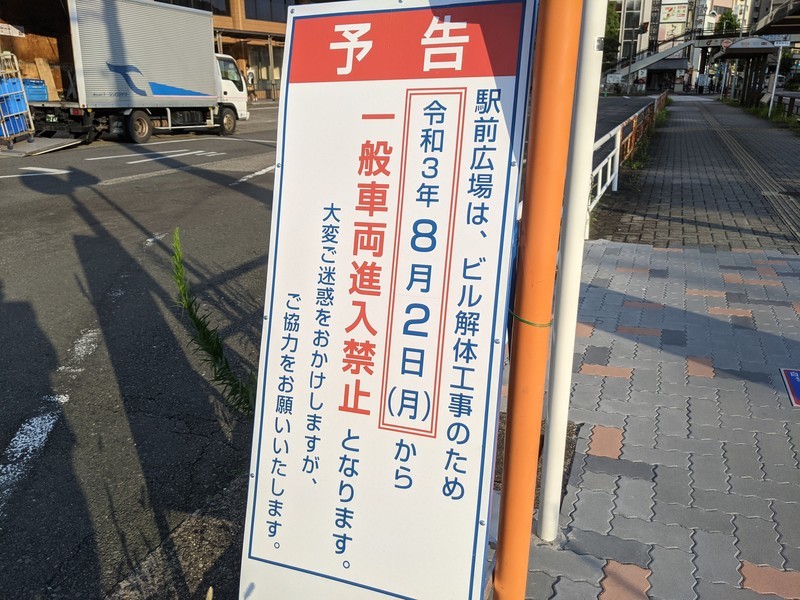 予告
駅前広場は、ビル解体工事のため
令和3年8月2日(月)から
一般車両進入禁止となります。
大変ご迷惑をおかけしますが、
ご協力をお願いいたします。